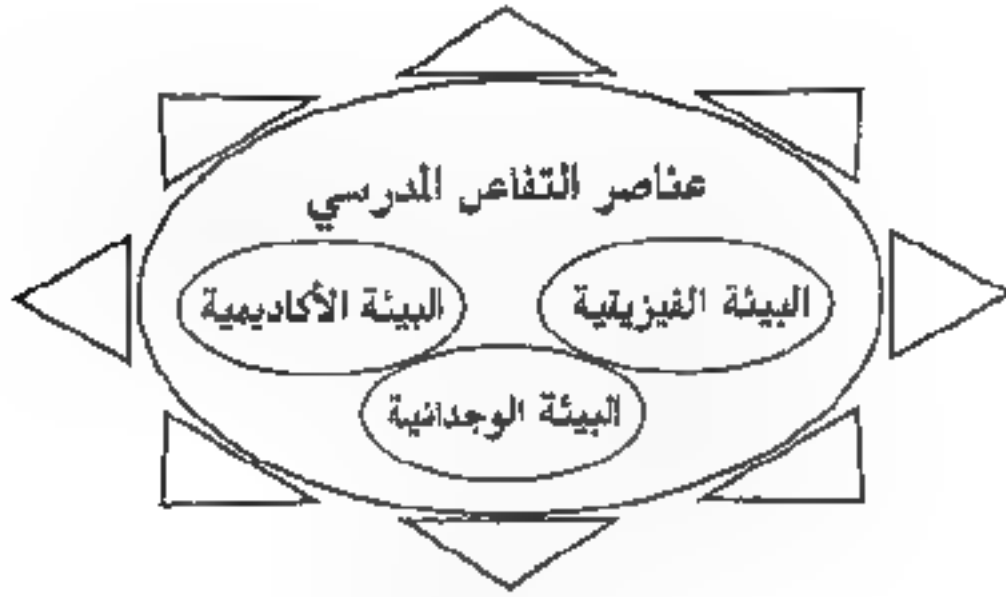 عناصر التفاعل المدرسي
البيئة الفيزيقية
البيئة الأكاديمية
البيئة الوجدانية